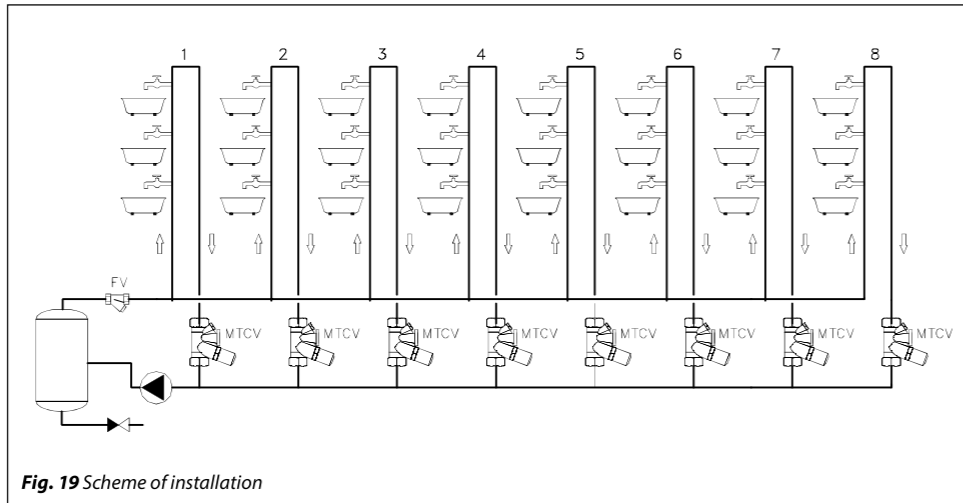 1 2 3 4 5 6 7 8
FV
MTCV MTCV MTCV MTCV MTCV MTCV MTCV MTCV
Fig. 19 Scheme of installation